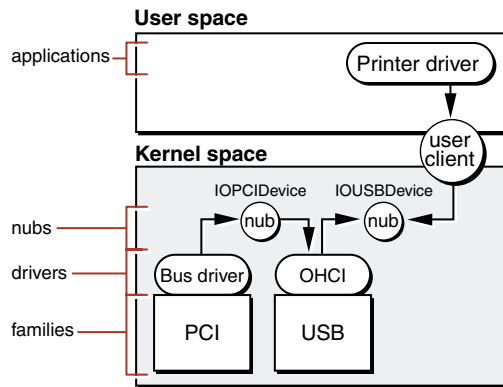 User space
applications
Printer driver
user
client
Kernel space
IOPCIDevice
IOUSBDevice
nubs
nub
nub
drivers
Bus driver
OHCI
families
PCI
USB